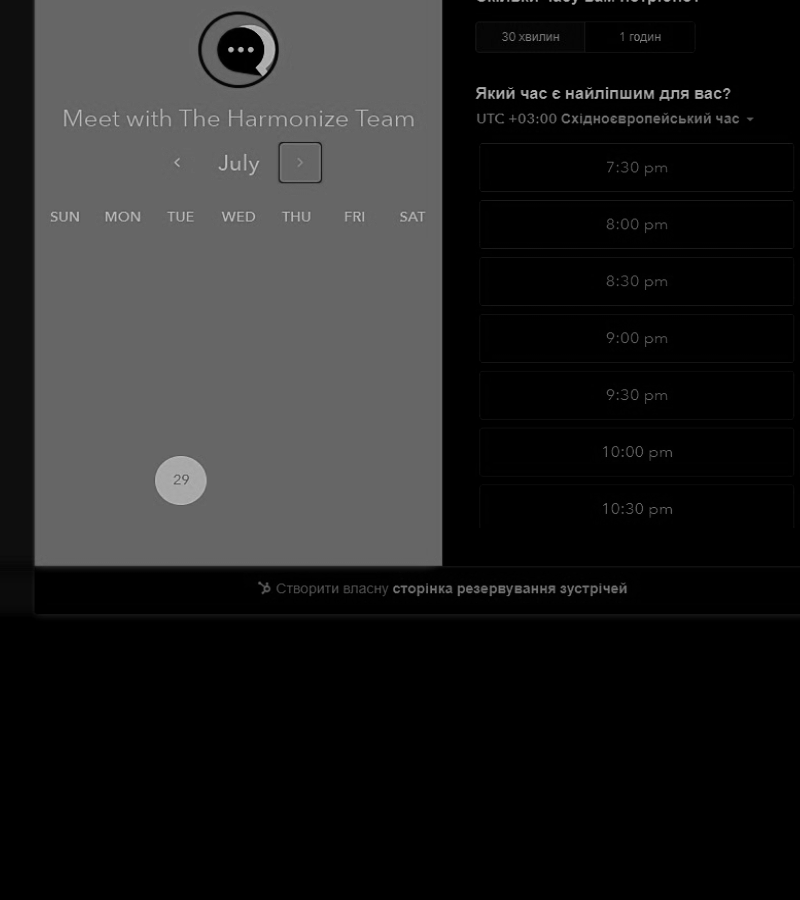 Meet with The Harmonize Team
July
SUN MON TUE WED THU FRI SAT
29
30 хвилин 1 годин
Який час є найліпшим для вас?
UTC +03:00 Східноєвропейський час
7:30 pm
8:00 pm
8:30 pm
9:00 pm
9:30 pm
10:00 pm
10:30 pm
Створити власну сторінка резервування зустрічей